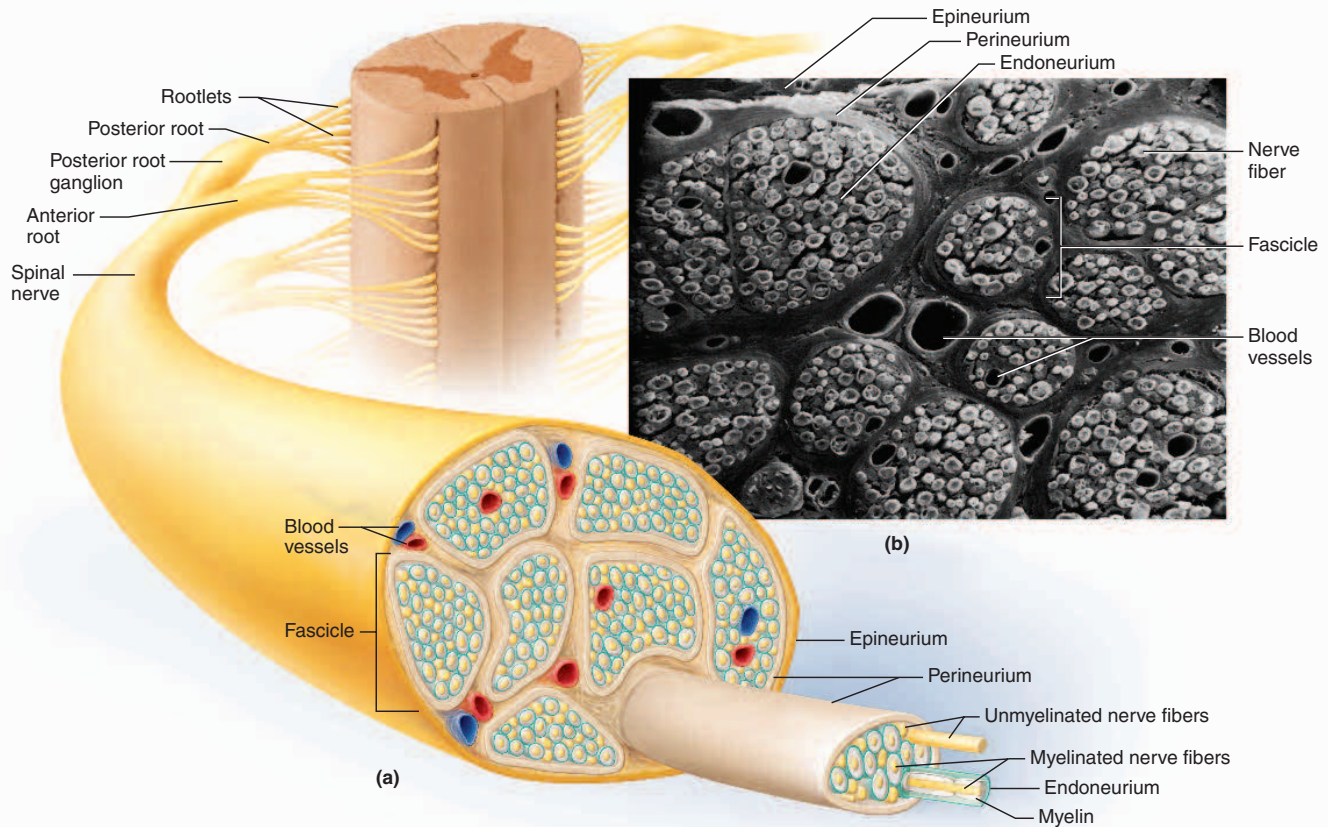 Epineurium
Perineurium
Endoneurium
Rootlets
Posterior root
Posterior root
ganglion
Anterior
root
Spinal
nerve
Nerve
fiber
Fascicle
Blood
vessels
(b)
Blood
vessels
Fascicle
Epineurium
Perineurium
Unmyelinated nerve fibers
Myelinated nerve fibers
Endoneurium
Myelin
(a)